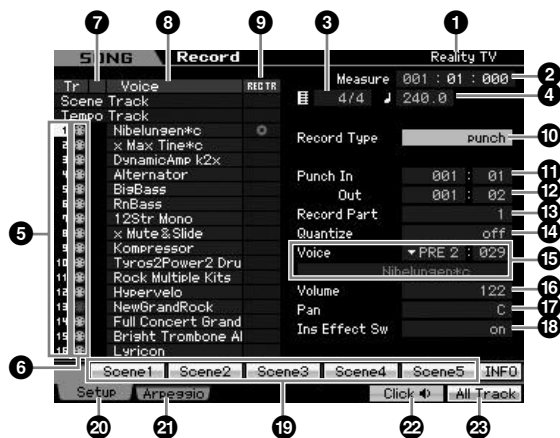 7 8 9 1
SONG Record Reality TV
3 2
Measure 001 : 01 : 000
4
Tr Voice REC TR
4/4 240.0
Scene Track
Tempo Track
1 Nibelungen*c
Record Type punch 10
2 x Max Tine*c
3 DynamicAmp k2x
4 Alternator
Punch In 001 : 01 11
5 BigBass
Out 001 : 02 12
6 RnBass
Record Part 1 13
7 12Str Mono
5
8 x Mute&Slide
Quantize off 14
9 Kompressor
Voice ▼PRE 2 : 029 15
10 Tyros2Power2 Dru
Nibelungen*c
11 Rock Multiple Kits
12 Hypervelo
Volume 122 16
13 NewGrandRock
Pan C 17
14 Full Concert Grand
Ins Effect Sw on 18
15 Bright Trombone Al
16 Lyricon
6
Scene1 Scene2 Scene3 Scene4 Scene5 INFO
Setup Arpeggio Click All Track
20 21 19 22 23